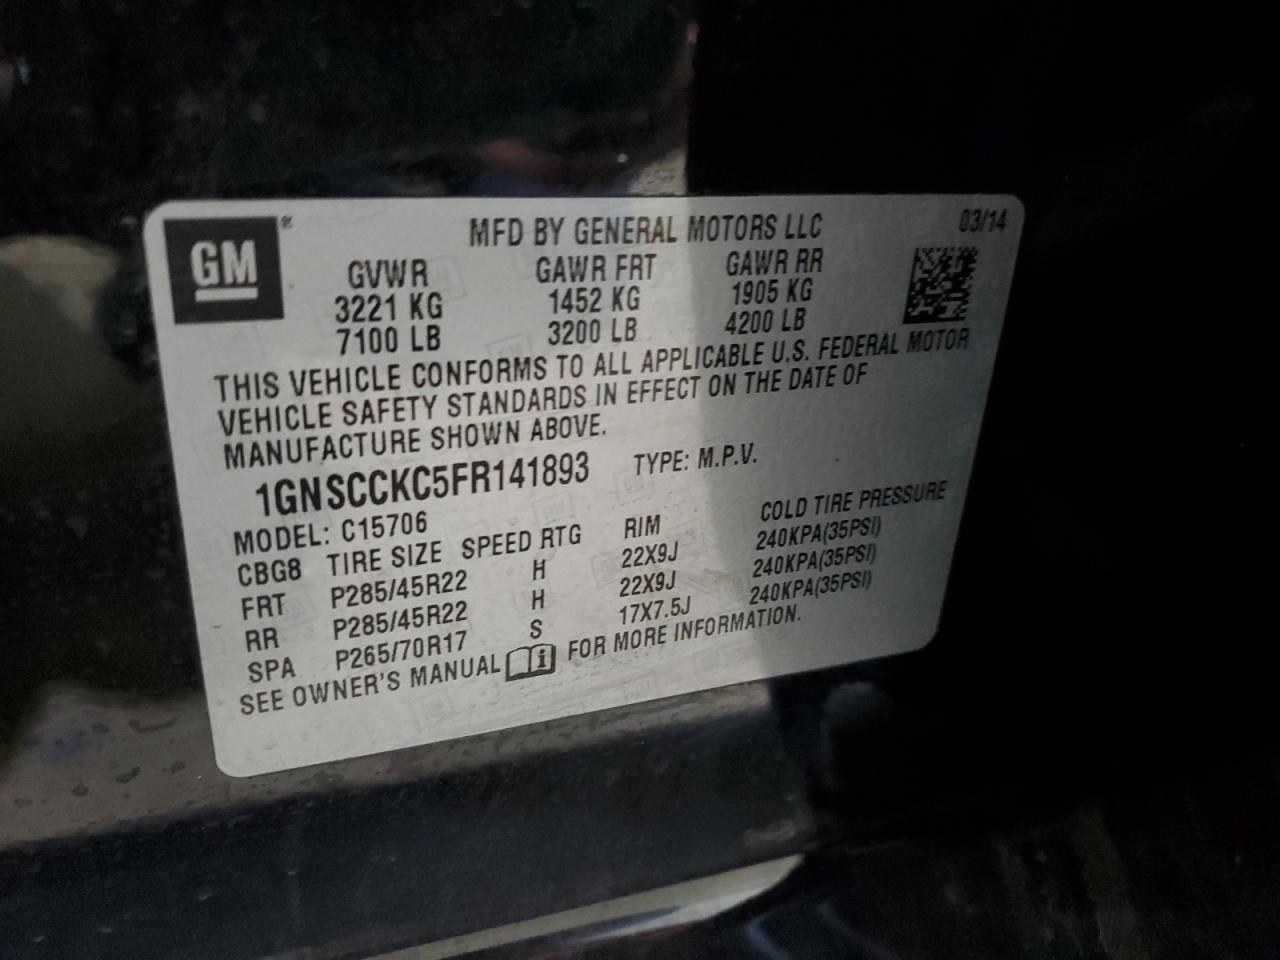 GM®
MFD BY GENERAL MOTORS LLC 03/14
GVWR GAWR FRT GAWR RR
3221 KG 1452 KG 1905 KG
7100 LB 3200 LB 4200 LB
THIS VEHICLE CONFORMS TO ALL APPLICABLE U.S. FEDERAL MOTOR
VEHICLE SAFETY STANDARDS IN EFFECT ON THE DATE OF
MANUFACTURE SHOWN ABOVE.
1GNSCCKC5FR141893 TYPE: M.P.V.
MODEL: C15706
CBG8 TIRE SIZE SPEED RTG RIM COLD TIRE PRESSURE
FRT P285/45R22 H 22X9J 240KPA(35PSI)
RR P285/45R22 H 22X9J 240KPA(35PSI)
SPA P265/70R17 S 17X7.5J 240KPA(35PSI)
SEE OWNER'S MANUAL i FOR MORE INFORMATION.